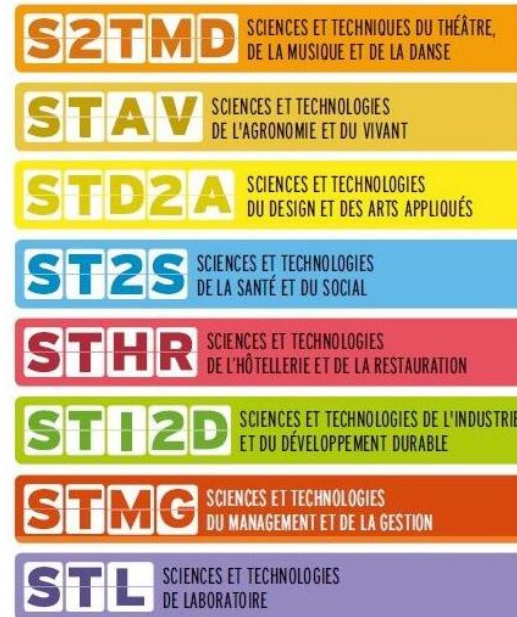 S2TMD SCIENCES ET TECHNIQUES DU THÉÂTRE,
DE LA MUSIQUE ET DE LA DANSE
STAV SCIENCES ET TECHNOLOGIES
DE L'AGRONOMIE ET DU VIVANT
STD2A SCIENCES ET TECHNOLOGIES
DU DESIGN ET DES ARTS APPLIQUÉS
ST2S SCIENCES ET TECHNOLOGIES
DE LA SANTÉ ET DU SOCIAL
STHR SCIENCES ET TECHNOLOGIES
DE L'HÔTELLERIE ET DE LA RESTAURATION
STI2D SCIENCES ET TECHNOLOGIES DE L'INDUSTRIE
ET DU DÉVELOPPEMENT DURABLE
STMG SCIENCES ET TECHNOLOGIES
DU MANAGEMENT ET DE LA GESTION
STL SCIENCES ET TECHNOLOGIES
DE LABORATOIRE